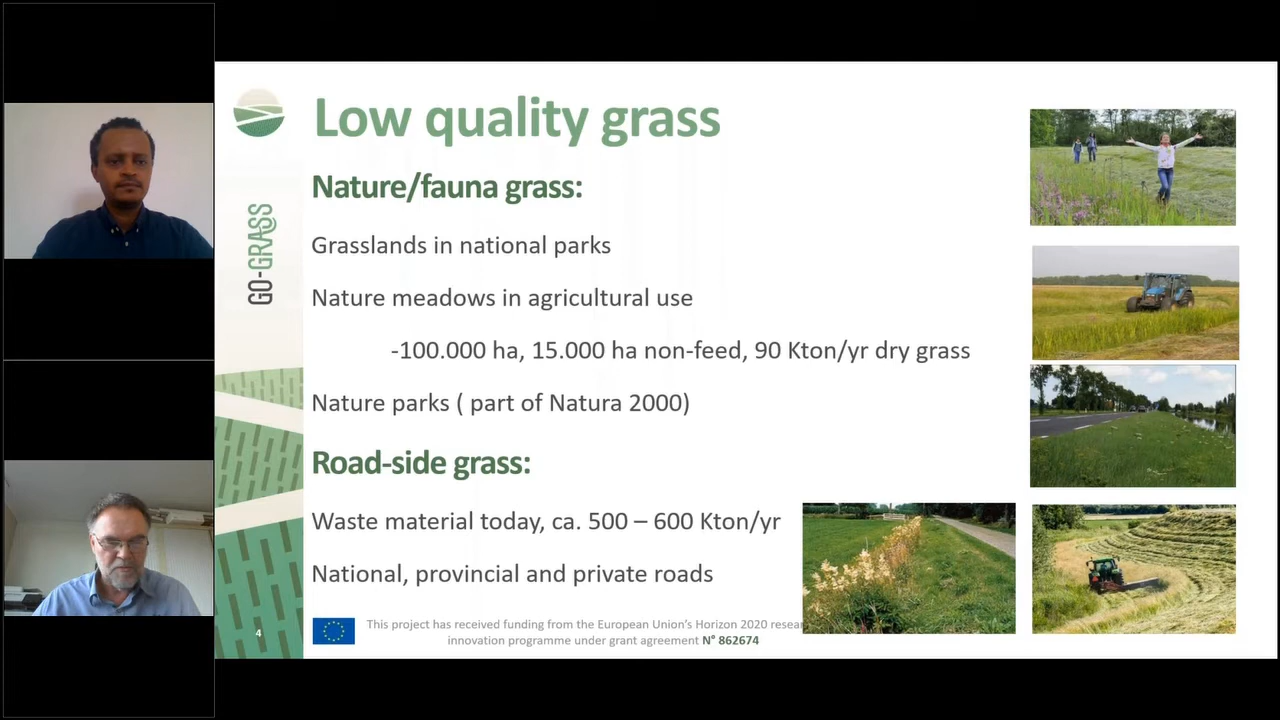 Low quality grass
GO-GRASS
Nature/fauna grass:
Grasslands in national parks
Nature meadows in agricultural use
-100.000 ha, 15.000 ha non-feed, 90 Kton/yr dry grass
Nature parks ( part of Natura 2000)
Road-side grass:
Waste material today, ca. 500 – 600 Kton/yr
National, provincial and private roads
4
This project has received funding from the European Union's Horizon 2020
innovation programme under grant agreement N° 862674